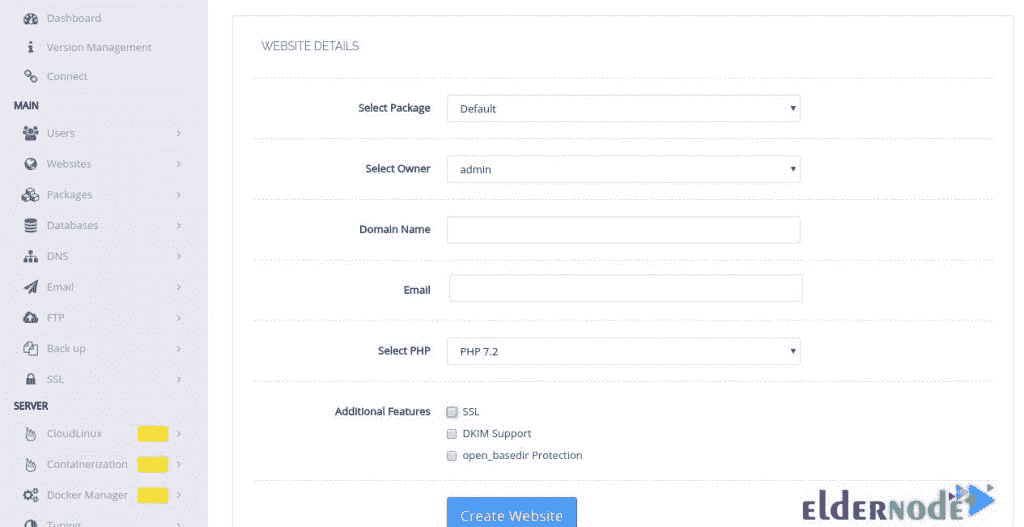 Dashboard
Version Management
Connect
MAIN
Users
Websites
Packages
Databases
DNS
Email
FTP
Back up
SSL
SERVER
CloudLinux
Containerization
Docker Manager
Tuning
WEBSITE DETAILS
Select Package Default
Select Owner admin
Domain Name
Email
Select PHP PHP 7.2
Additional Features SSL
DKIM Support
open_basedir Protection
Create Website
eldernode